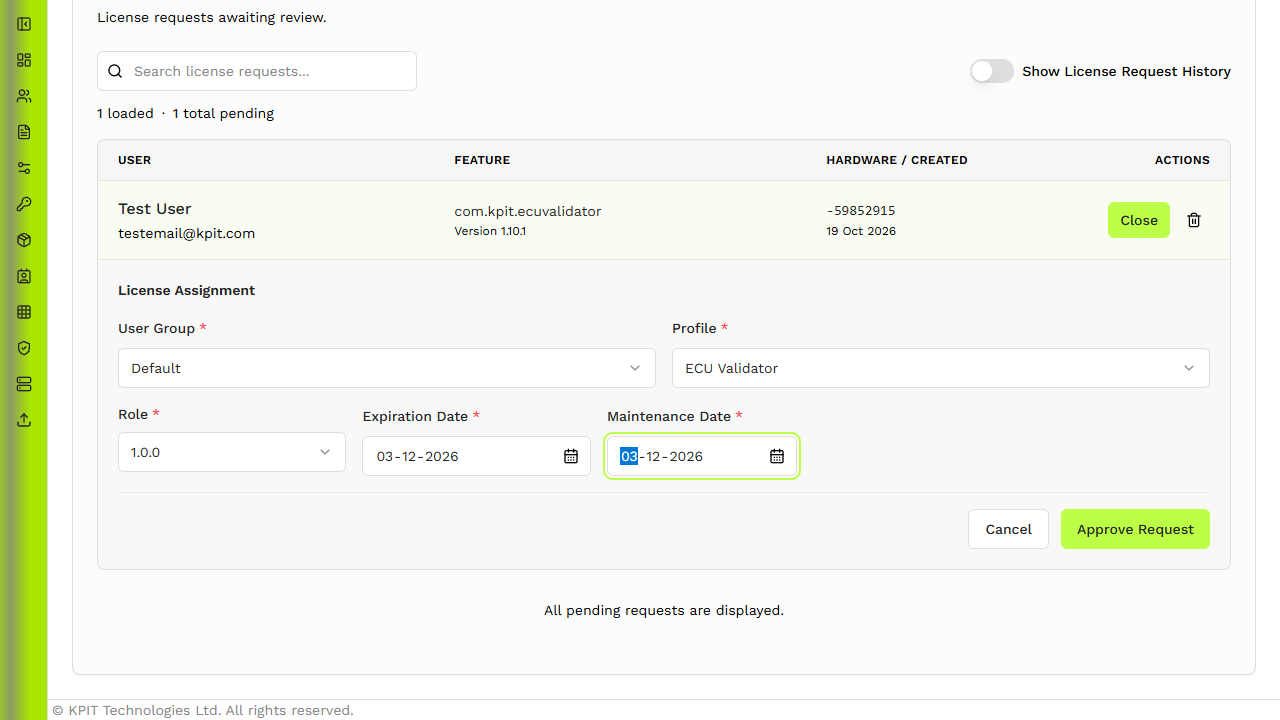 License requests awaiting review.
Search license requests...
Show License Request History
1 loaded · 1 total pending
USER FEATURE HARDWARE / CREATED ACTIONS
Test User com.kpit.ecuvalidator -59852915 Close
testemail@kpit.com Version 1.10.1 19 Oct 2026
License Assignment
User Group * Profile *
Default ECU Validator
Role * Expiration Date * Maintenance Date *
1.0.0 03-12-2026 03-12-2026
Cancel Approve Request
All pending requests are displayed.
© KPIT Technologies Ltd. All rights reserved.